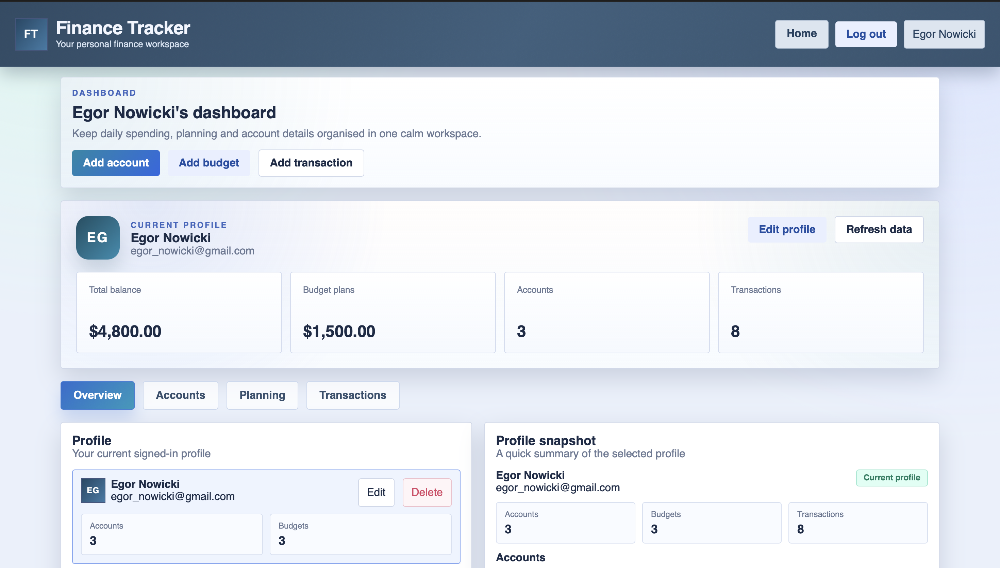 FT
Finance Tracker
Your personal finance workspace
Home
Log out
Egor Nowicki
DASHBOARD
Egor Nowicki's dashboard
Keep daily spending, planning and account details organised in one calm workspace.
Add account
Add budget
Add transaction
EG
CURRENT PROFILE
Egor Nowicki
egor_nowicki@gmail.com
Edit profile
Refresh data
Total balance
$4,800.00
Budget plans
$1,500.00
Accounts
3
Transactions
8
Overview
Accounts
Planning
Transactions
Profile
Your current signed-in profile
EG
Egor Nowicki
egor_nowicki@gmail.com
Edit
Delete
Accounts
3
Budgets
3
Profile snapshot
A quick summary of the selected profile
Egor Nowicki
egor_nowicki@gmail.com
Current profile
Accounts
3
Budgets
3
Transactions
8
Accounts